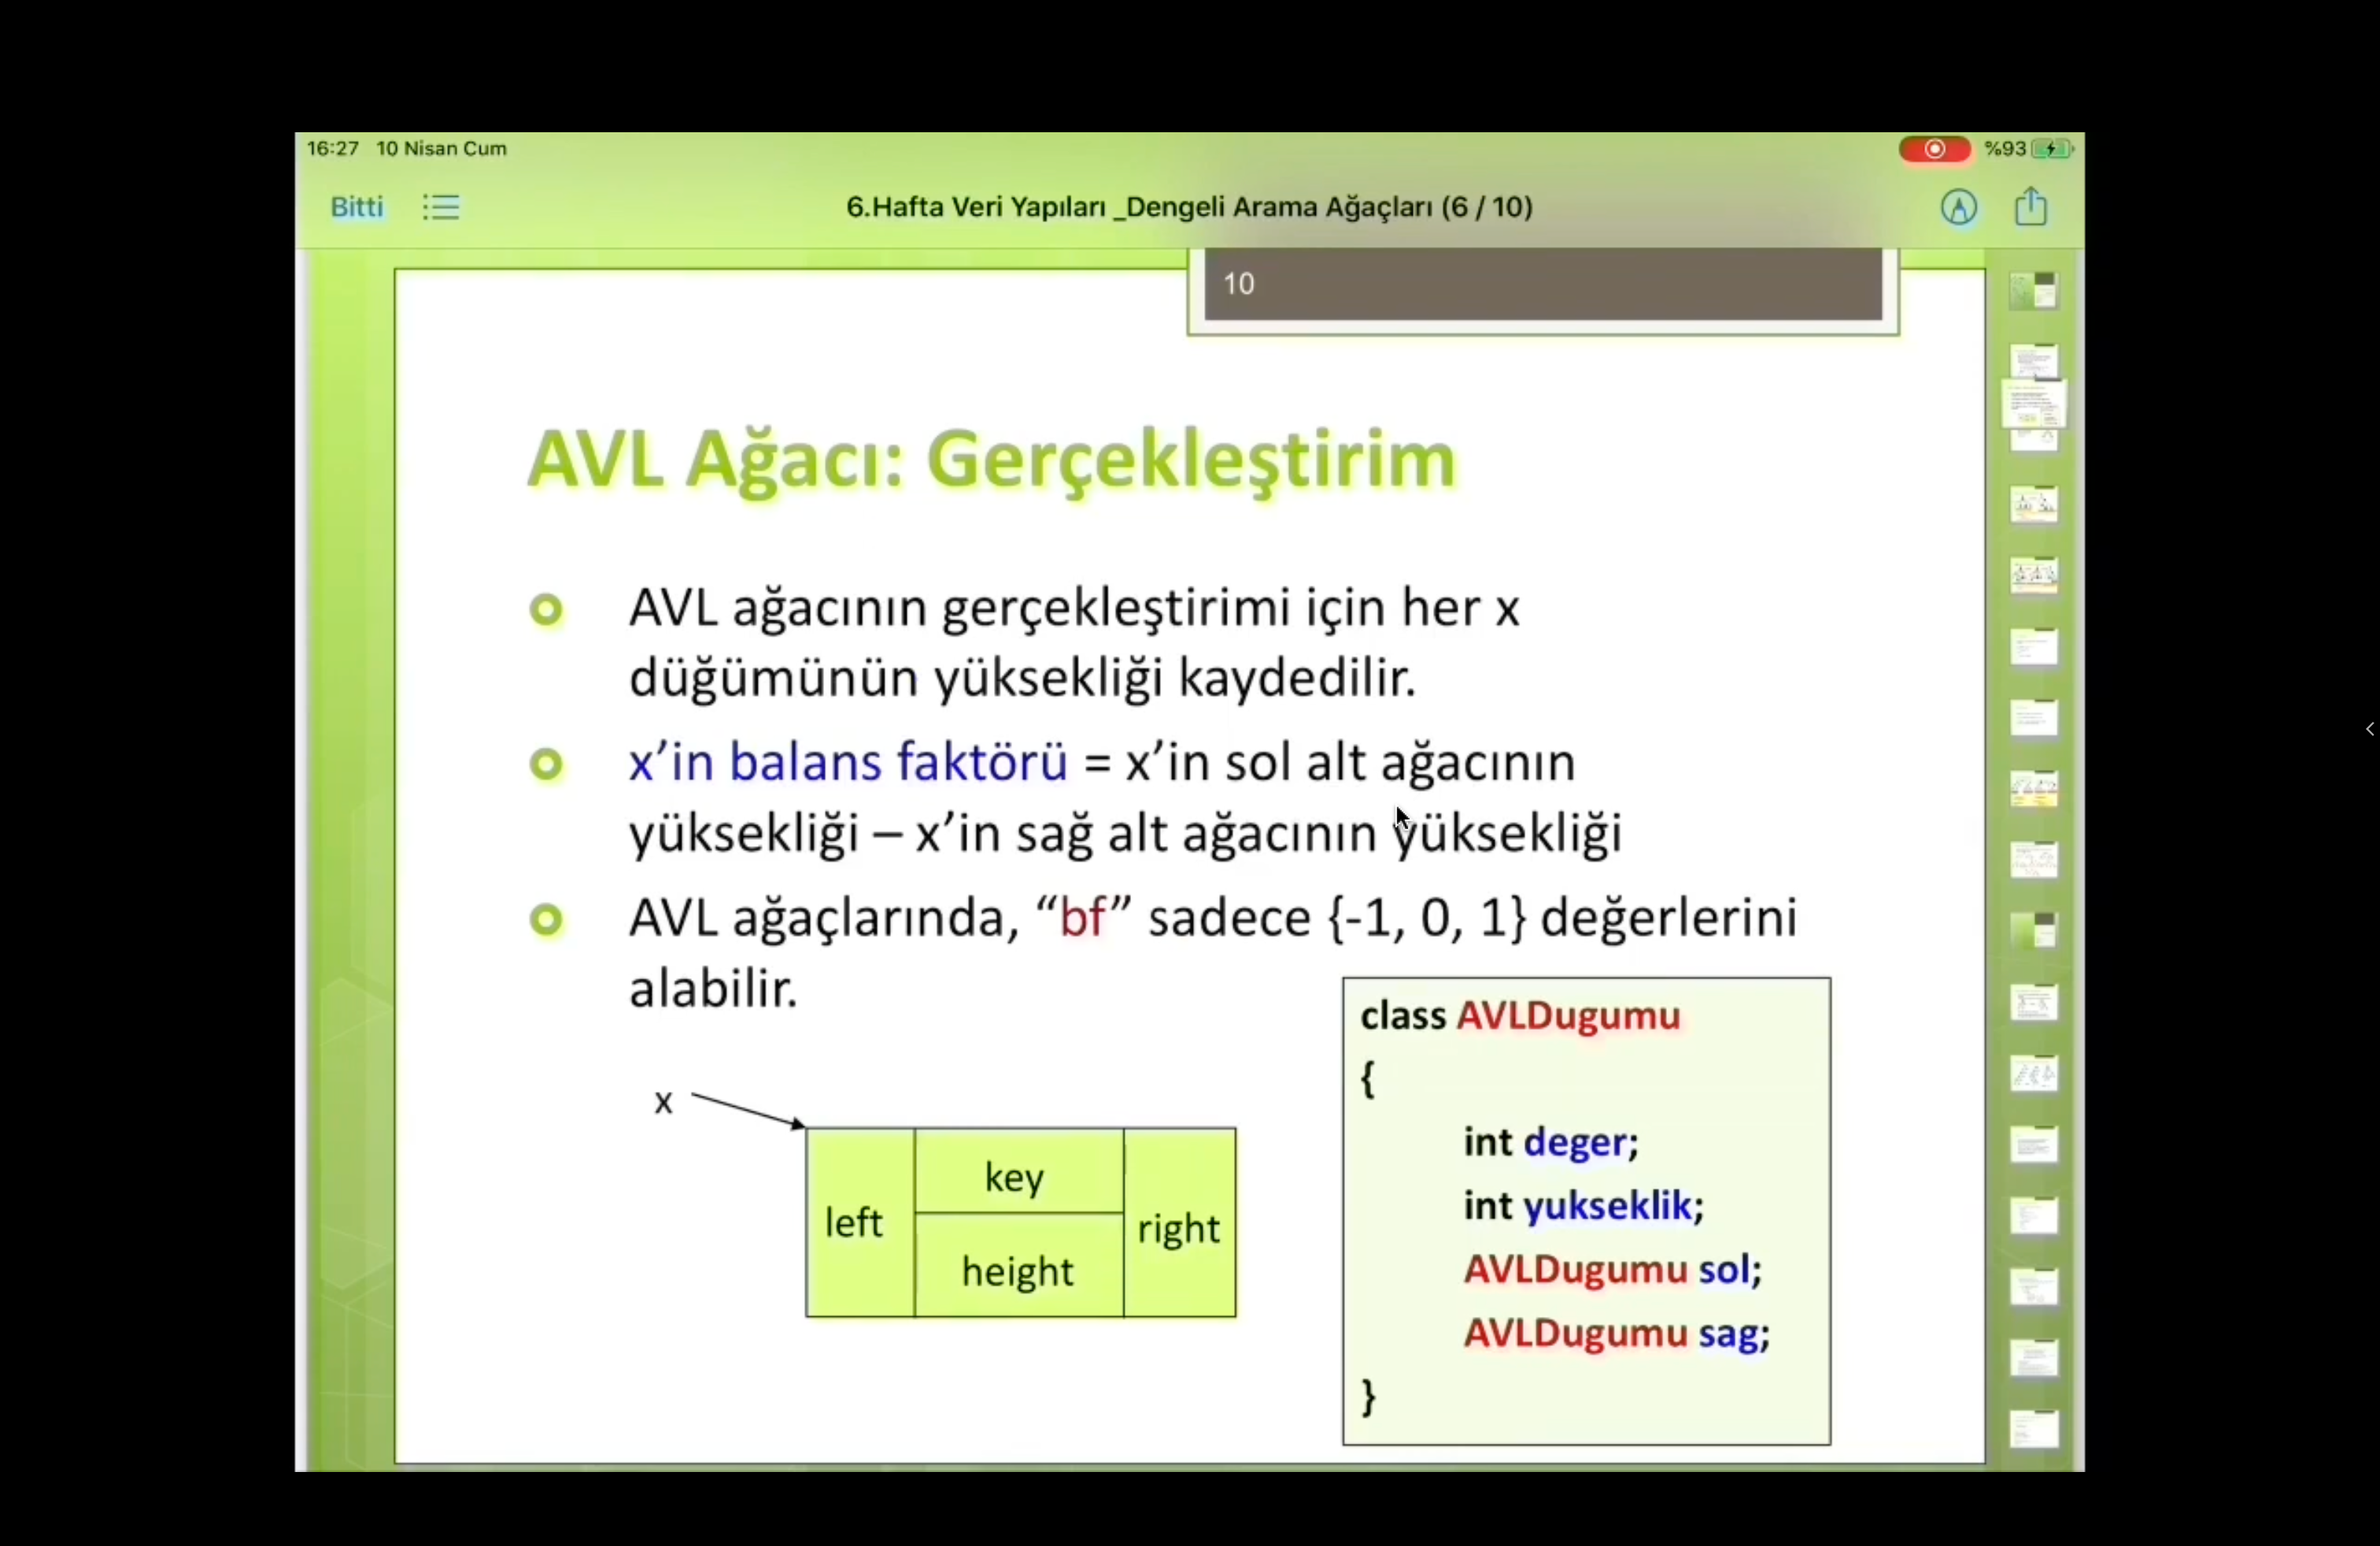 16:27 10 Nisan Cum
%93
Bitti
6.Hafta Veri Yapıları _Dengeli Arama Ağaçları (6 / 10)
10
AVL Ağacı: Gerçekleştirim
AVL ağacının gerçekleştirimi için her x
düğümünün yüksekliği kaydedilir.
x’in balans faktörü = x’in sol alt ağacının
yüksekliği – x’in sağ alt ağacının yüksekliği
AVL ağaçlarında, “bf” sadece {-1, 0, 1} değerlerini
alabilir.
x
left
key
height
right
class AVLDugumu
{
int deger;
int yukseklik;
AVLDugumu sol;
AVLDugumu sag;
}